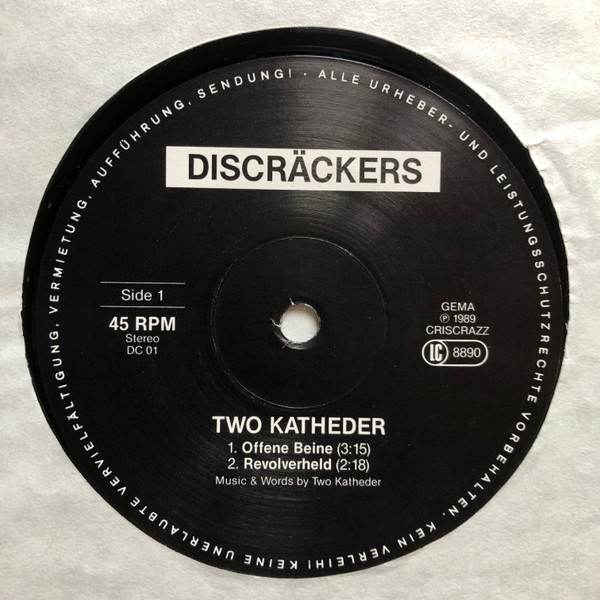 ALLE URHEBER- UND LEISTUNGSSCHUTZRECHTE VORBEHALTEN. KEIN VERLEIH! KEINE UNERLAUBTE VERVIELFÄLTIGUNG, VERMIETUNG, AUFFÜHRUNG, SENDUNG! ·
DISCRÄCKERS
Side 1
45 RPM
Stereo
DC 01
GEMA
℗ 1989
CRISCRAZZ
LC 8890
TWO KATHEDER
1. Offene Beine (3:15)
2. Revolverheld (2:18)
Music & Words by Two Katheder